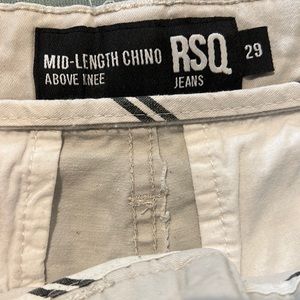 MID-LENGTH CHINO
ABOVE KNEE
RSQ
JEANS
29